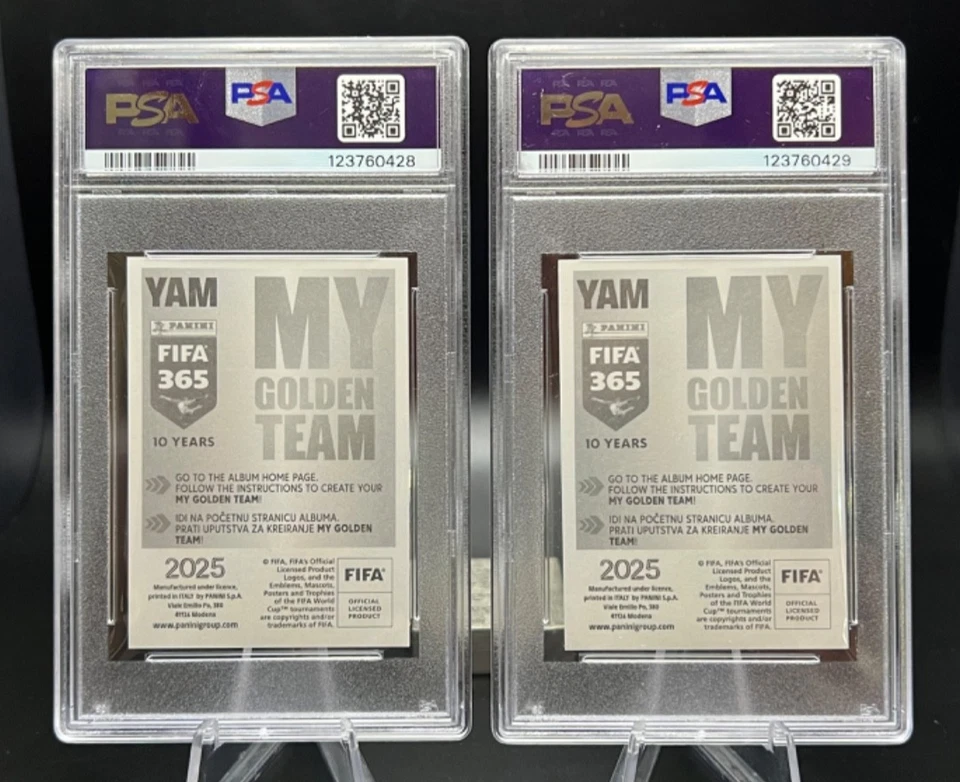 PSA
PSA
123760428
YAM
MY
GOLDEN
TEAM
PANINI
FIFA
365
10 YEARS
GO TO THE ALBUM HOME PAGE.
FOLLOW THE INSTRUCTIONS TO CREATE YOUR
MY GOLDEN TEAM!
IDI NA POČETNU STRANICU ALBUMA.
PRATI UPUTSTVA ZA KREIRANJE MY GOLDEN
TEAM!
2025
Manufactured under licence,
printed in ITALY by PANINI S.p.A.
Viale Emilio Po, 380
41126 Modena
www.paninigroup.com
© FIFA, FIFA's Official
Licensed Product
Logos, and the
Emblems, Mascots,
Posters and Trophies
of the FIFA World
Cup™ tournaments
are copyrights and/or
trademarks of FIFA.
FIFA
OFFICIAL
LICENSED
PRODUCT
PSA
PSA
123760429
YAM
MY
GOLDEN
TEAM
PANINI
FIFA
365
10 YEARS
GO TO THE ALBUM HOME PAGE.
FOLLOW THE INSTRUCTIONS TO CREATE YOUR
MY GOLDEN TEAM!
IDI NA POČETNU STRANICU ALBUMA.
PRATI UPUTSTVA ZA KREIRANJE MY GOLDEN
TEAM!
2025
Manufactured under licence,
printed in ITALY by PANINI S.p.A.
Viale Emilio Po, 380
41126 Modena
www.paninigroup.com
© FIFA, FIFA's Official
Licensed Product
Logos, and the
Emblems, Mascots,
Posters and Trophies
of the FIFA World
Cup™ tournaments
are copyrights and/or
trademarks of FIFA.
FIFA
OFFICIAL
LICENSED
PRODUCT